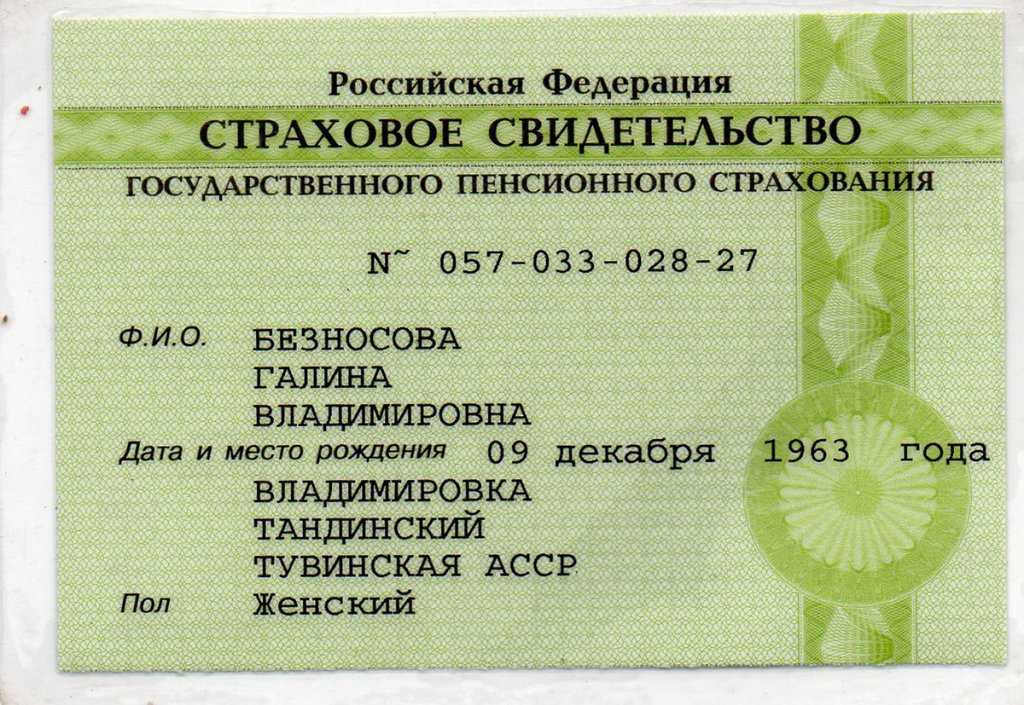 Российская Федерация
СТРАХОВОЕ СВИДЕТЕЛЬСТВО
ГОСУДАРСТВЕННОГО ПЕНСИОННОГО СТРАХОВАНИЯ
N~ 057-033-028-27
Ф.И.О. БЕЗНОСОВА
ГАЛИНА
ВЛАДИМИРОВНА
Дата и место рождения 09 декабря 1963 года
ВЛАДИМИРОВКА
ТАНДИНСКИЙ
ТУВИНСКАЯ АССР
Пол Женский